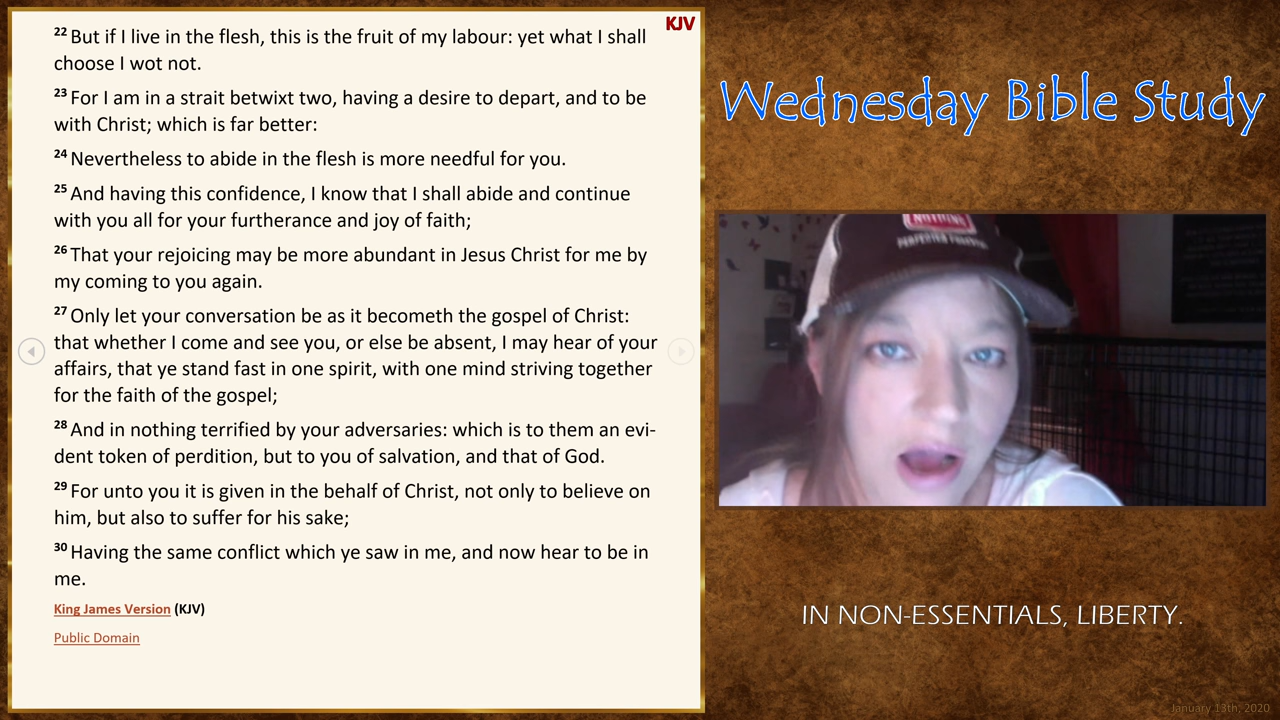 KJV
22 But if I live in the flesh, this is the fruit of my labour: yet what I shall
choose I wot not.
23 For I am in a strait betwixt two, having a desire to depart, and to be
with Christ; which is far better:
24 Nevertheless to abide in the flesh is more needful for you.
25 And having this confidence, I know that I shall abide and continue
with you all for your furtherance and joy of faith;
26 That your rejoicing may be more abundant in Jesus Christ for me by
my coming to you again.
27 Only let your conversation be as it becometh the gospel of Christ:
that whether I come and see you, or else be absent, I may hear of your
affairs, that ye stand fast in one spirit, with one mind striving together
for the faith of the gospel;
28 And in nothing terrified by your adversaries: which is to them an evi-
dent token of perdition, but to you of salvation, and that of God.
29 For unto you it is given in the behalf of Christ, not only to believe on
him, but also to suffer for his sake;
30 Having the same conflict which ye saw in me, and now hear to be in
me.
King James Version (KJV)
Public Domain
Wednesday Bible Study
NOTHING
IN NON-ESSENTIALS, LIBERTY.
January 13th, 2020